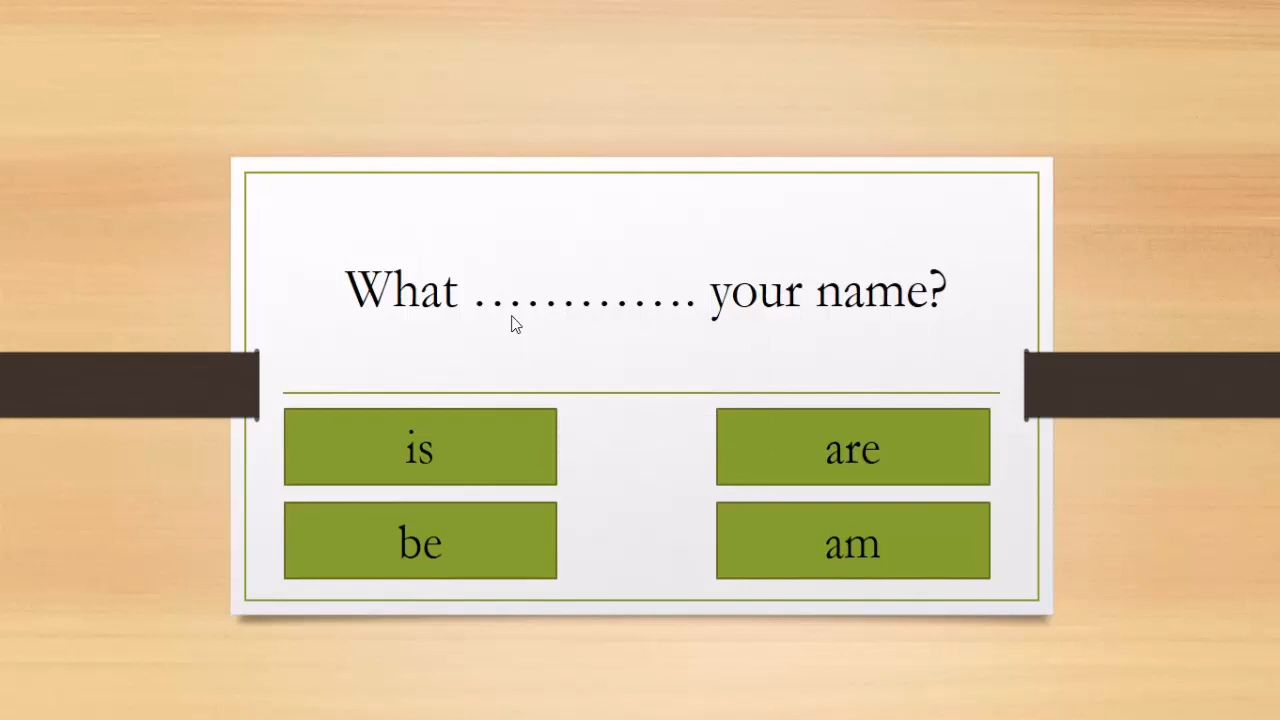 What …………. your name?
is
are
be
am